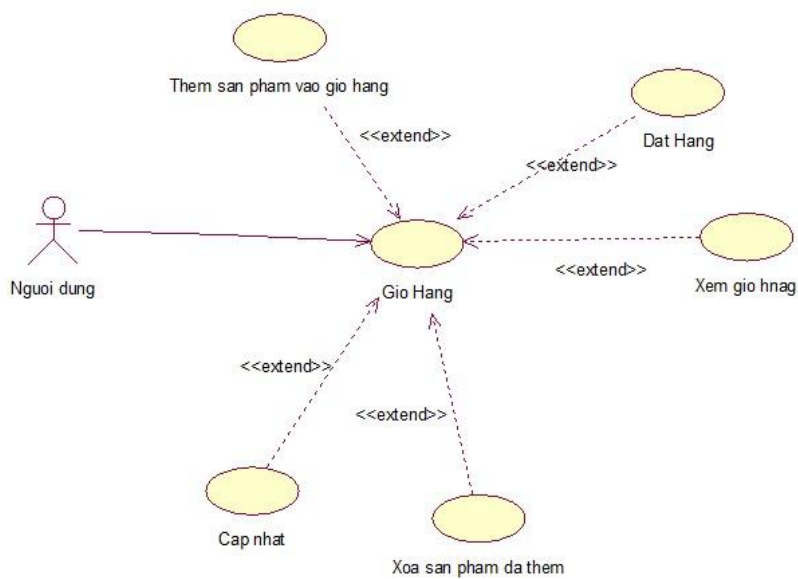 Them san pham vao gio hang
<<extend>>
Dat Hang
<<extend>>
Nguoi dung
Gio Hang
<<extend>>
Xem gio hnag
<<extend>>
<<extend>>
Cap nhat
Xoa san pham da them